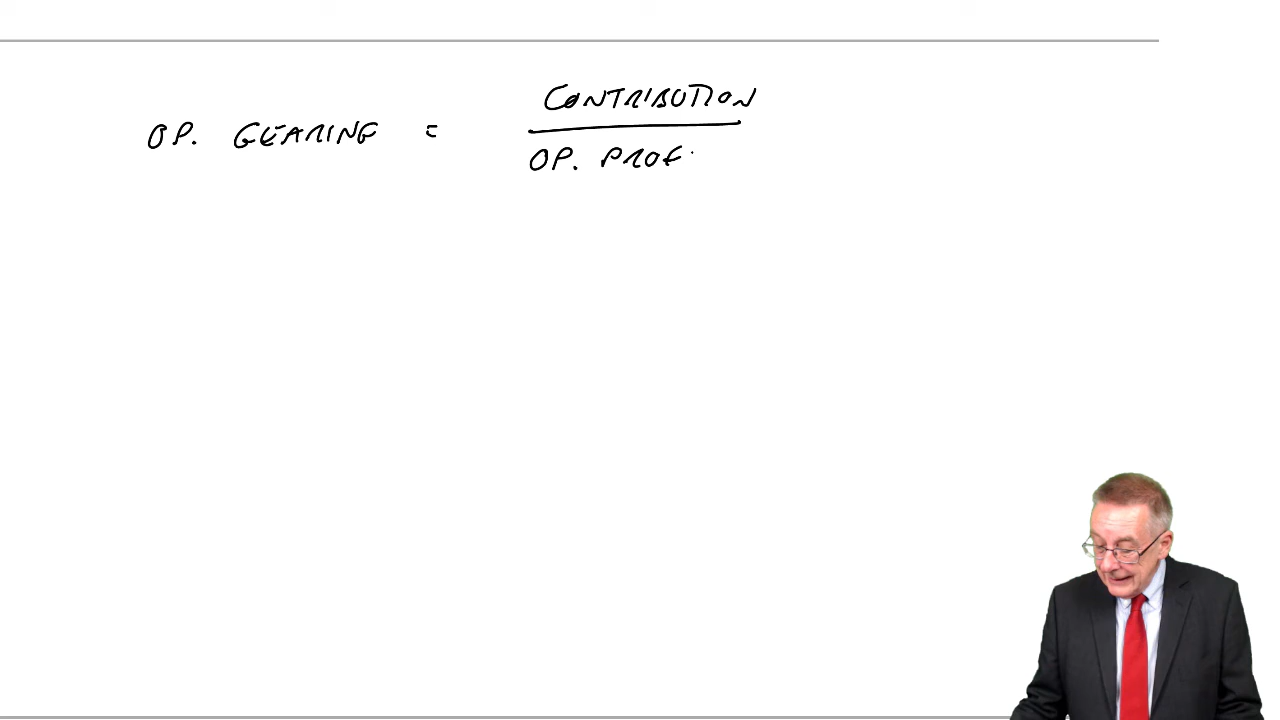 OP. GEARING = CONTRIBUTION
OP. PROF